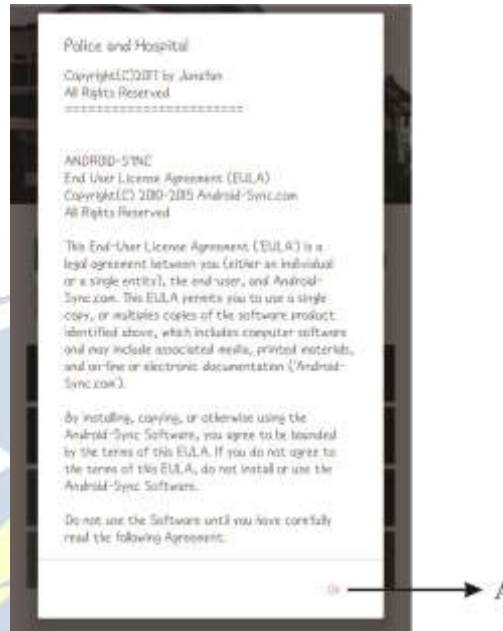 Police and Hospital
Copyright(C)2017 by Junsfan
All Rights Reserved
========================
ANDROID-SYNC
End User License Agreement (EULA)
Copyright(C) 2010-2015 Android-Sync.com
All Rights Reserved
This End-User License Agreement ('EULA') is a
legal agreement between you (either an individual
or a single entity), the end-user, and Android-
Sync.com. This EULA permits you to use a single
copy, or multiples copies of the software product
identified above, which includes computer software
and may include associated media, printed materials,
and on-line or electronic documentation ('Android-
Sync.com').
By installing, copying, or otherwise using the
Android-Sync Software, you agree to be bounded
by the terms of this EULA. If you do not agree to
the terms of this EULA, do not install or use the
Android-Sync Software.
Do not use the Software until you have carefully
read the following Agreement.
Ok
A